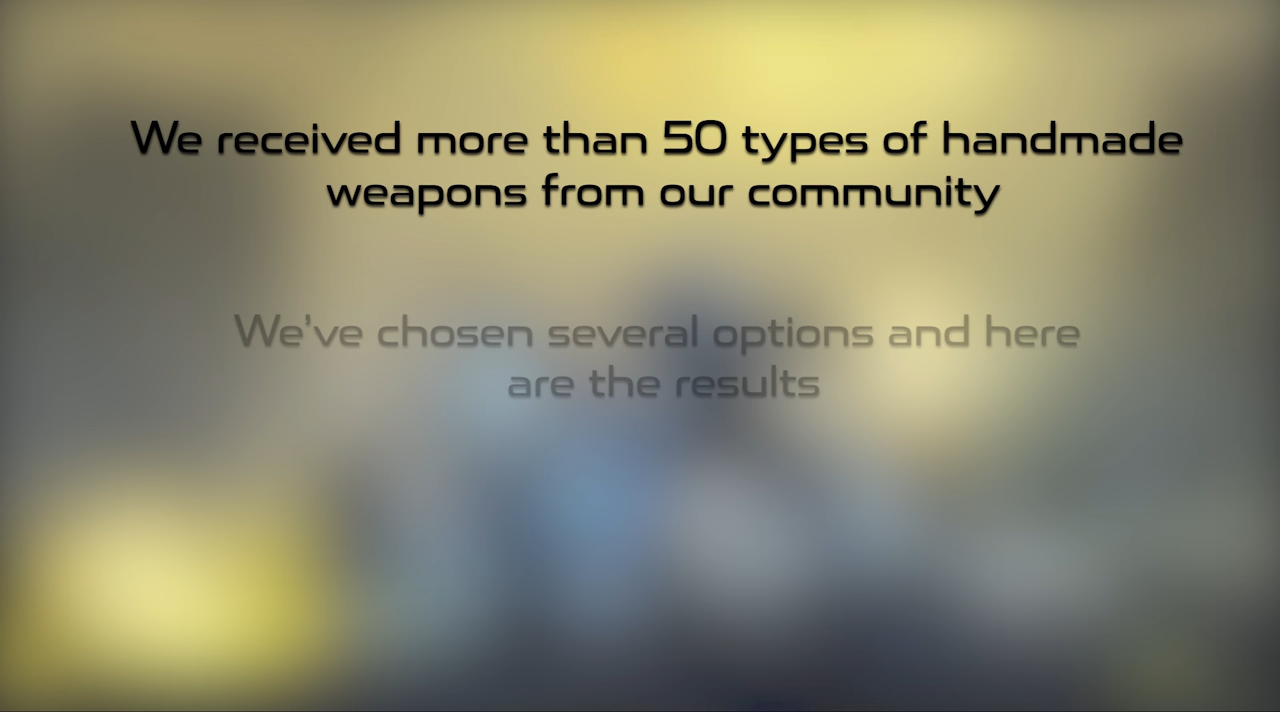 We received more than 50 types of handmade
weapons from our community
We've chosen several options and here
are the results